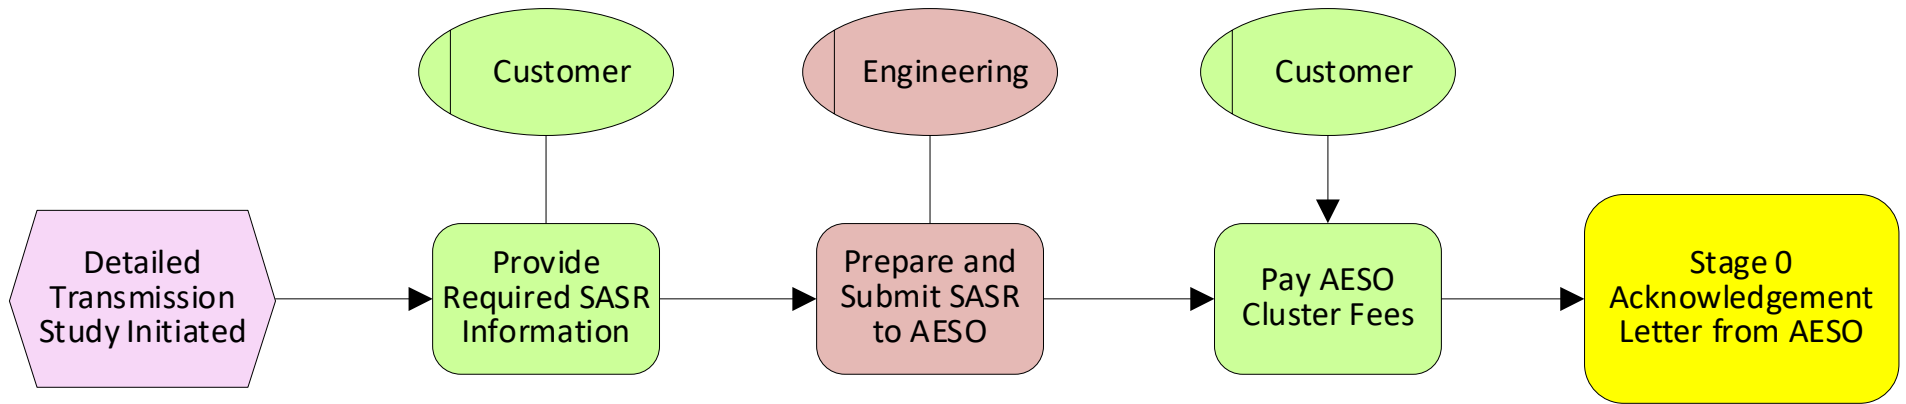 Customer
Engineering
Customer
Detailed
Transmission
Study Initiated
Provide
Required SASR
Information
Prepare and
Submit SASR
to AESO
Pay AESO
Cluster Fees
Stage 0
Acknowledgement
Letter from AESO